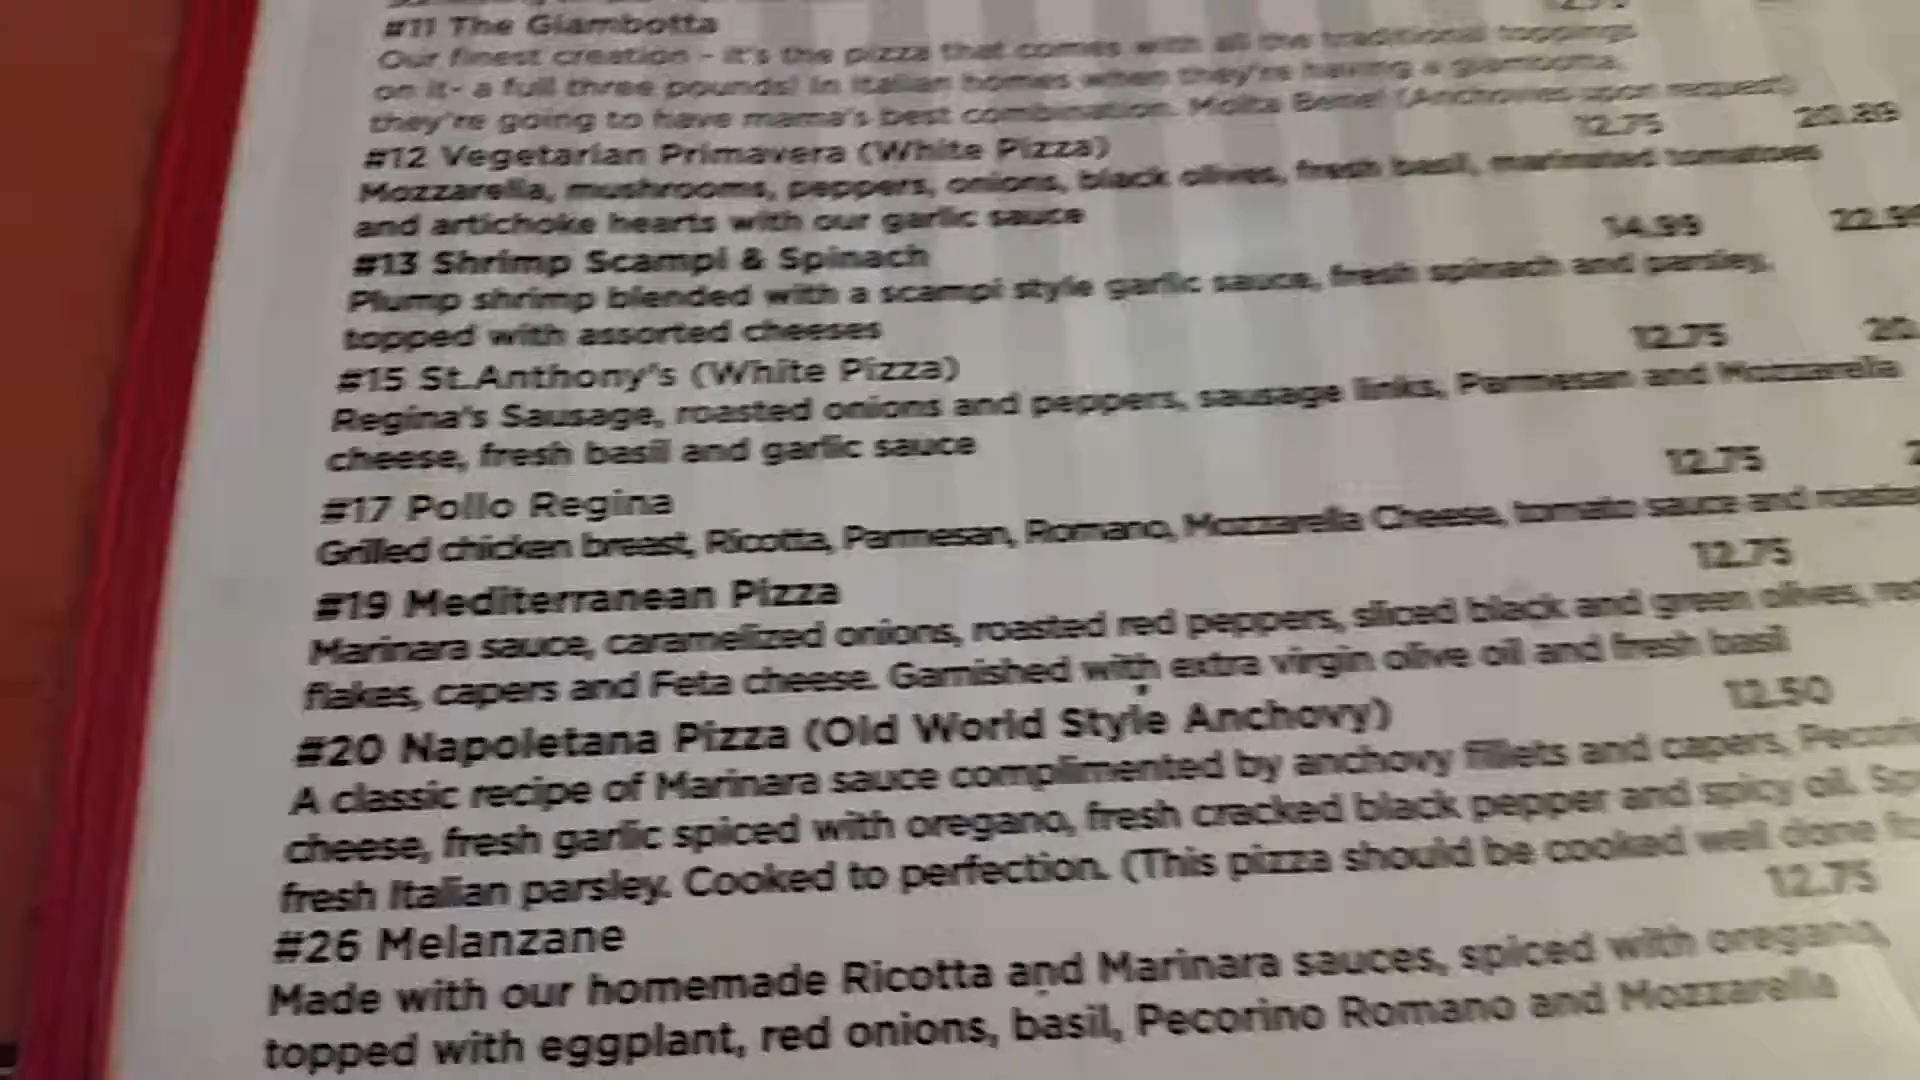 #11 The Giambotta
Our finest creation - it's the pizza that comes with all the traditional toppings
on it- a full three pounds! In Italian homes when they're having a giambotta,
they're going to have mama's best combination. Molta Bene! (Anchovies upon request)
#12 Vegetarian Primavera (White Pizza) 12.75 20.89
Mozzarella, mushrooms, peppers, onions, black olives, fresh basil, marinated tomatoes
and artichoke hearts with our garlic sauce
#13 Shrimp Scampi & Spinach 14.99 22.9
Plump shrimp blended with a scampi style garlic sauce, fresh spinach and parsley,
topped with assorted cheeses
#15 St.Anthony's (White Pizza) 12.75 20.
Regina's Sausage, roasted onions and peppers, sausage links, Parmesan and Mozzarella
cheese, fresh basil and garlic sauce
#17 Pollo Regina 12.75
Grilled chicken breast, Ricotta, Parmesan, Romano, Mozzarella Cheese, tomato sauce and roasted
#19 Mediterranean Pizza 12.75
Marinara sauce, caramelized onions, roasted red peppers, sliced black and green olives,
flakes, capers and Feta cheese. Garnished with extra virgin olive oil and fresh basil
#20 Napoletana Pizza (Old World Style Anchovy) 12.50
A classic recipe of Marinara sauce complimented by anchovy fillets and capers,
cheese, fresh garlic spiced with oregano, fresh cracked black pepper and spicy oil.
fresh Italian parsley. Cooked to perfection. (This pizza should be cooked well done
#26 Melanzane 12.75
Made with our homemade Ricotta and Marinara sauces, spiced with oregano,
topped with eggplant, red onions, basil, Pecorino Romano and Mozzarella